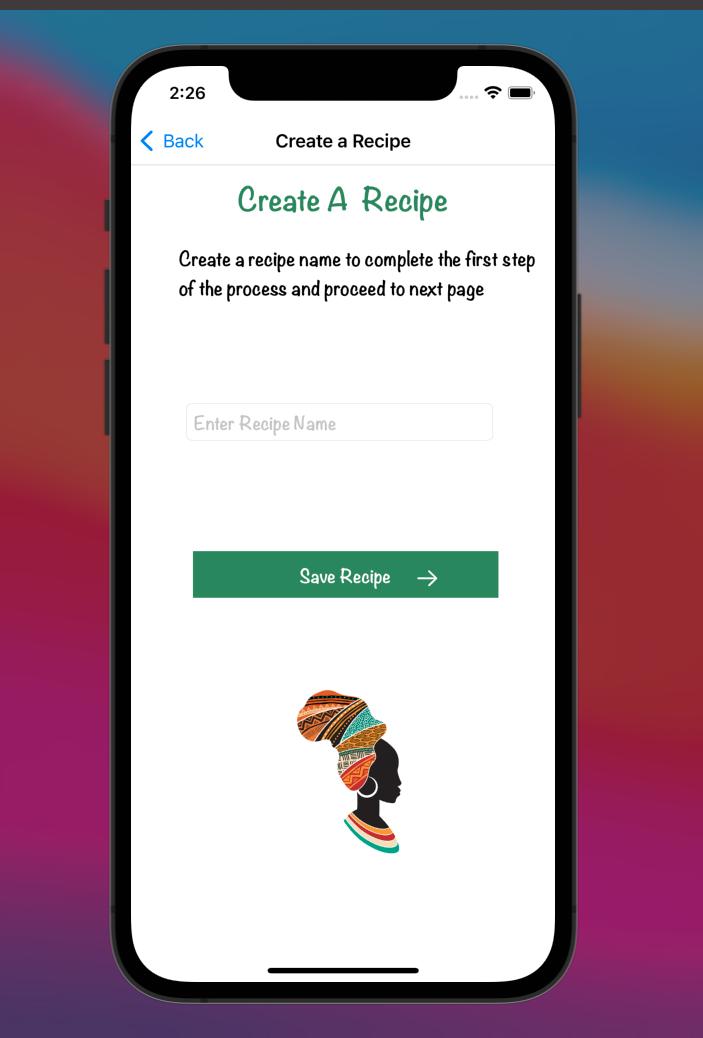 2:26
Back
Create a Recipe
Create A Recipe
Create a recipe name to complete the first step
of the process and proceed to next page
Enter Recipe Name
Save Recipe